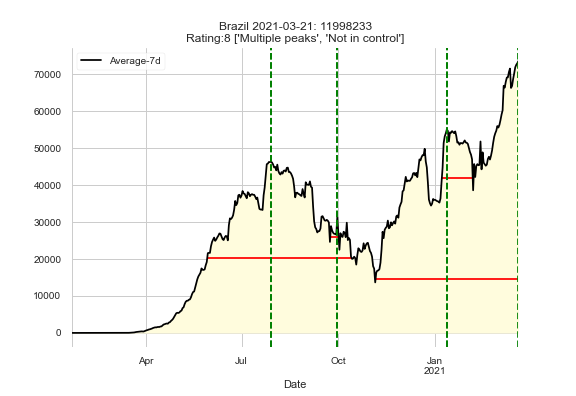 Brazil 2021-03-21: 11998233
Rating:8 ['Multiple peaks', 'Not in control']
Average-7d
70000
60000
50000
40000
30000
20000
10000
0
Apr
Jul
Oct
Jan
2021
Date